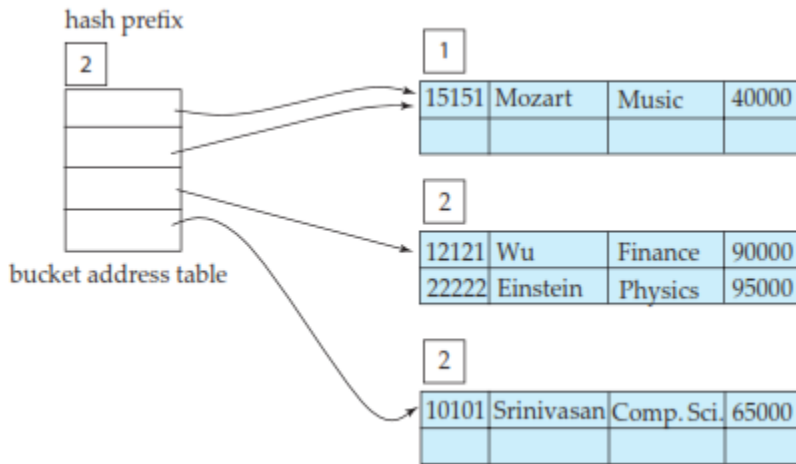 hash prefix
2
bucket address table
1
15151 Mozart Music 40000
2
12121 Wu Finance 90000
22222 Einstein Physics 95000
2
10101 Srinivasan Comp. Sci. 65000